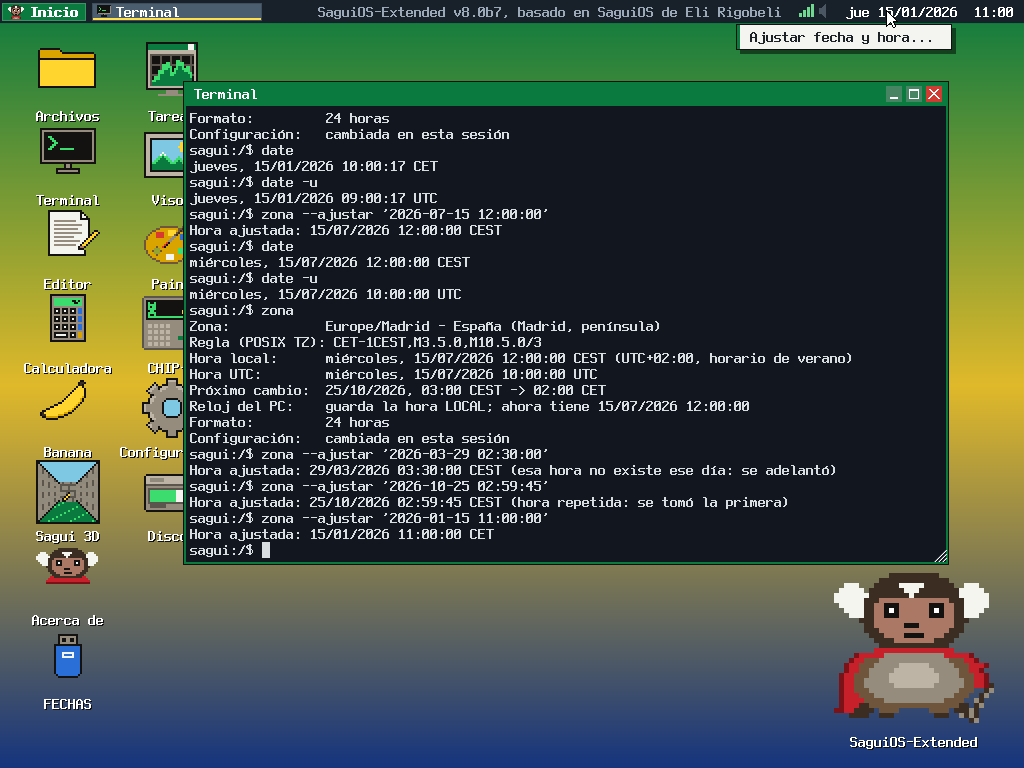 Inicio
Terminal
SaguiOS-Extended v8.0b7, basado en SaguiOS de Eli Rigobeli
jue 15/01/2026 11:00
Ajustar fecha y hora...
Archivos
Tarea
Terminal
Viso
Editor
Pain
Calculadora
CHIP-
Banana
Configur
Sagui 3D
Disco
Acerca de
FECHAS
Terminal
Formato: 24 horas
Configuración: cambiada en esta sesión
sagui:/$ date
jueves, 15/01/2026 10:00:17 CET
sagui:/$ date -u
jueves, 15/01/2026 09:00:17 UTC
sagui:/$ zona --ajustar '2026-07-15 12:00:00'
Hora ajustada: 15/07/2026 12:00:00 CEST
sagui:/$ date
miércoles, 15/07/2026 12:00:00 CEST
sagui:/$ date -u
miércoles, 15/07/2026 10:00:00 UTC
sagui:/$ zona
Zona: Europe/Madrid - España (Madrid, península)
Regla (POSIX TZ): CET-1CEST,M3.5.0,M10.5.0/3
Hora local: miércoles, 15/07/2026 12:00:00 CEST (UTC+02:00, horario de verano)
Hora UTC: miércoles, 15/07/2026 10:00:00 UTC
Próximo cambio: 25/10/2026, 03:00 CEST -> 02:00 CET
Reloj del PC: guarda la hora LOCAL; ahora tiene 15/07/2026 12:00:00
Formato: 24 horas
Configuración: cambiada en esta sesión
sagui:/$ zona --ajustar '2026-03-29 02:30:00'
Hora ajustada: 29/03/2026 03:30:00 CEST (esa hora no existe ese día: se adelantó)
sagui:/$ zona --ajustar '2026-10-25 02:59:45'
Hora ajustada: 25/10/2026 02:59:45 CEST (hora repetida: se tomó la primera)
sagui:/$ zona --ajustar '2026-01-15 11:00:00'
Hora ajustada: 15/01/2026 11:00:00 CET
sagui:/$
SaguiOS-Extended